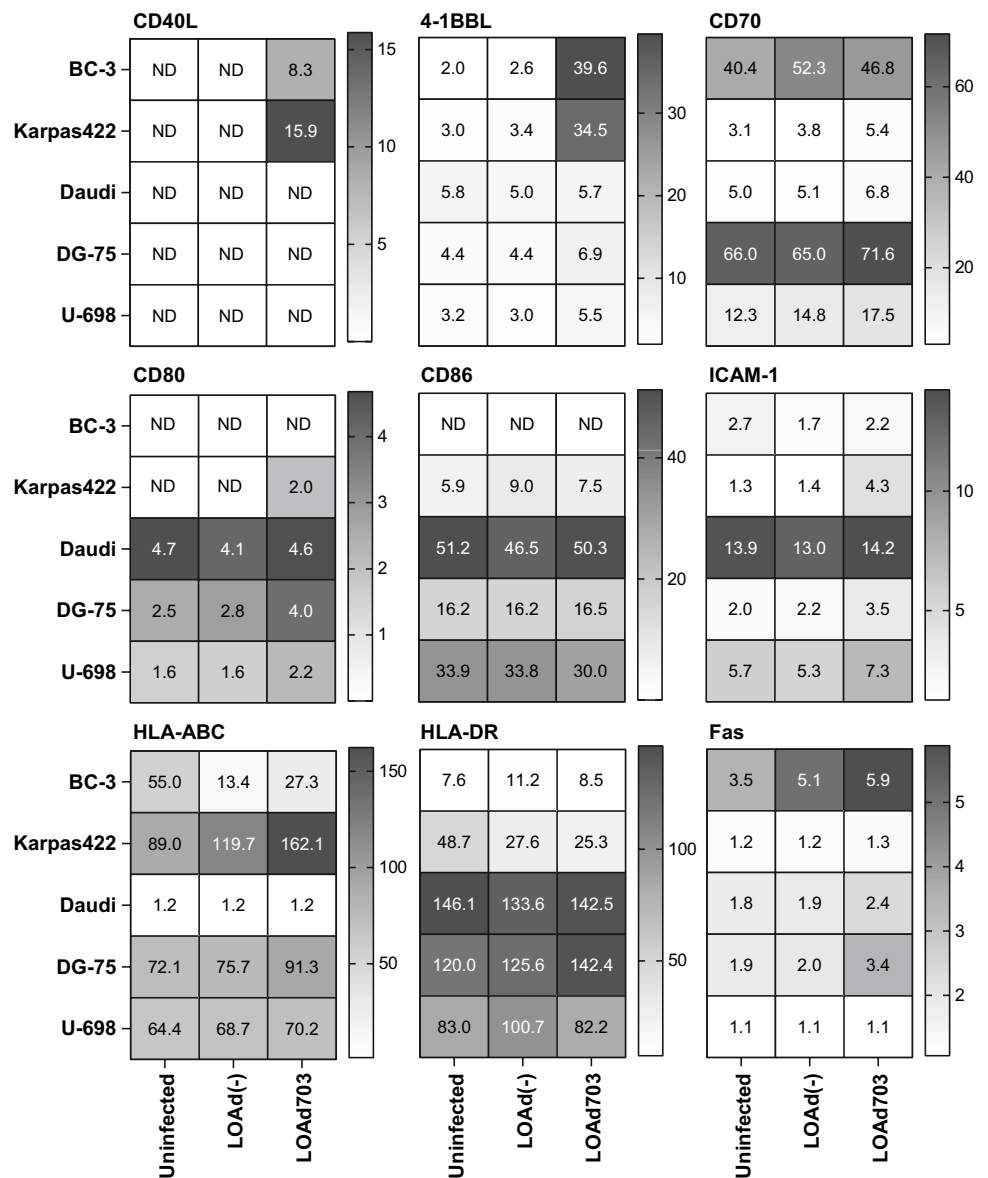 CD40L 4-1BBL CD70
BC-3 ND ND 8.3 15 2.0 2.6 39.6 40.4 52.3 46.8 60
Karpas422 ND ND 15.9 10 3.0 3.4 34.5 30 3.1 3.8 5.4
Daudi ND ND ND 5.8 5.0 5.7 20 5.0 5.1 6.8 40
DG-75 ND ND ND 5 4.4 4.4 6.9 10 66.0 65.0 71.6 20
U-698 ND ND ND 3.2 3.0 5.5 12.3 14.8 17.5
CD80 CD86 ICAM-1
BC-3 ND ND ND 4 ND ND ND 40 2.7 1.7 2.2
Karpas422 ND ND 2.0 3 5.9 9.0 7.5 1.3 1.4 4.3 10
Daudi 4.7 4.1 4.6 2 51.2 46.5 50.3 20 13.9 13.0 14.2
DG-75 2.5 2.8 4.0 1 16.2 16.2 16.5 2.0 2.2 3.5 5
U-698 1.6 1.6 2.2 33.9 33.8 30.0 5.7 5.3 7.3
HLA-ABC HLA-DR Fas
BC-3 55.0 13.4 27.3 150 7.6 11.2 8.5 3.5 5.1 5.9 5
Karpas422 89.0 119.7 162.1 100 48.7 27.6 25.3 100 1.2 1.2 1.3 4
Daudi 1.2 1.2 1.2 146.1 133.6 142.5 1.8 1.9 2.4 3
DG-75 72.1 75.7 91.3 50 120.0 125.6 142.4 50 1.9 2.0 3.4 2
U-698 64.4 68.7 70.2 83.0 100.7 82.2 1.1 1.1 1.1
Uninfected LOAd(-) LOAd703 Uninfected LOAd(-) LOAd703 Uninfected LOAd(-) LOAd703